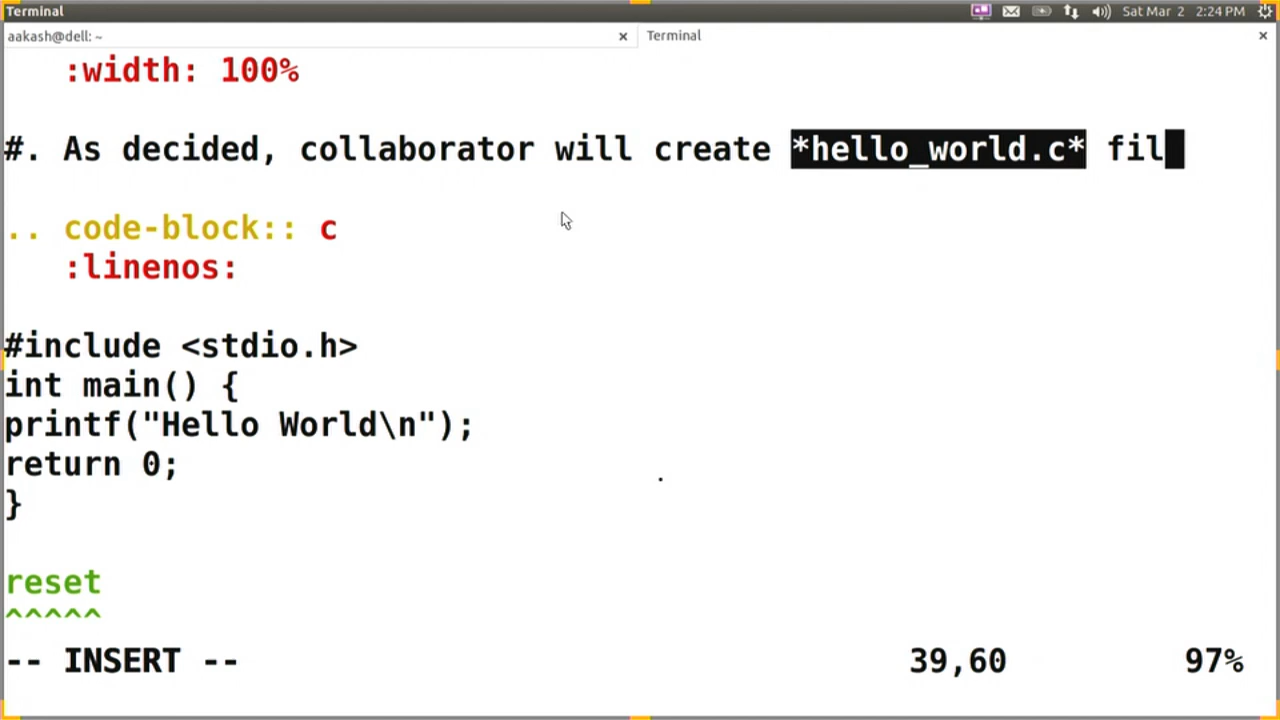 Terminal
Sat Mar 2 2:24 PM
aakash@dell: ~ × Terminal ×
:width: 100%
#. As decided, collaborator will create *hello_world.c* fil
.. code-block:: c
:linenos:
#include <stdio.h>
int main() {
printf("Hello World\n");
return 0;
}
reset
^^^^^
-- INSERT -- 39,60 97%